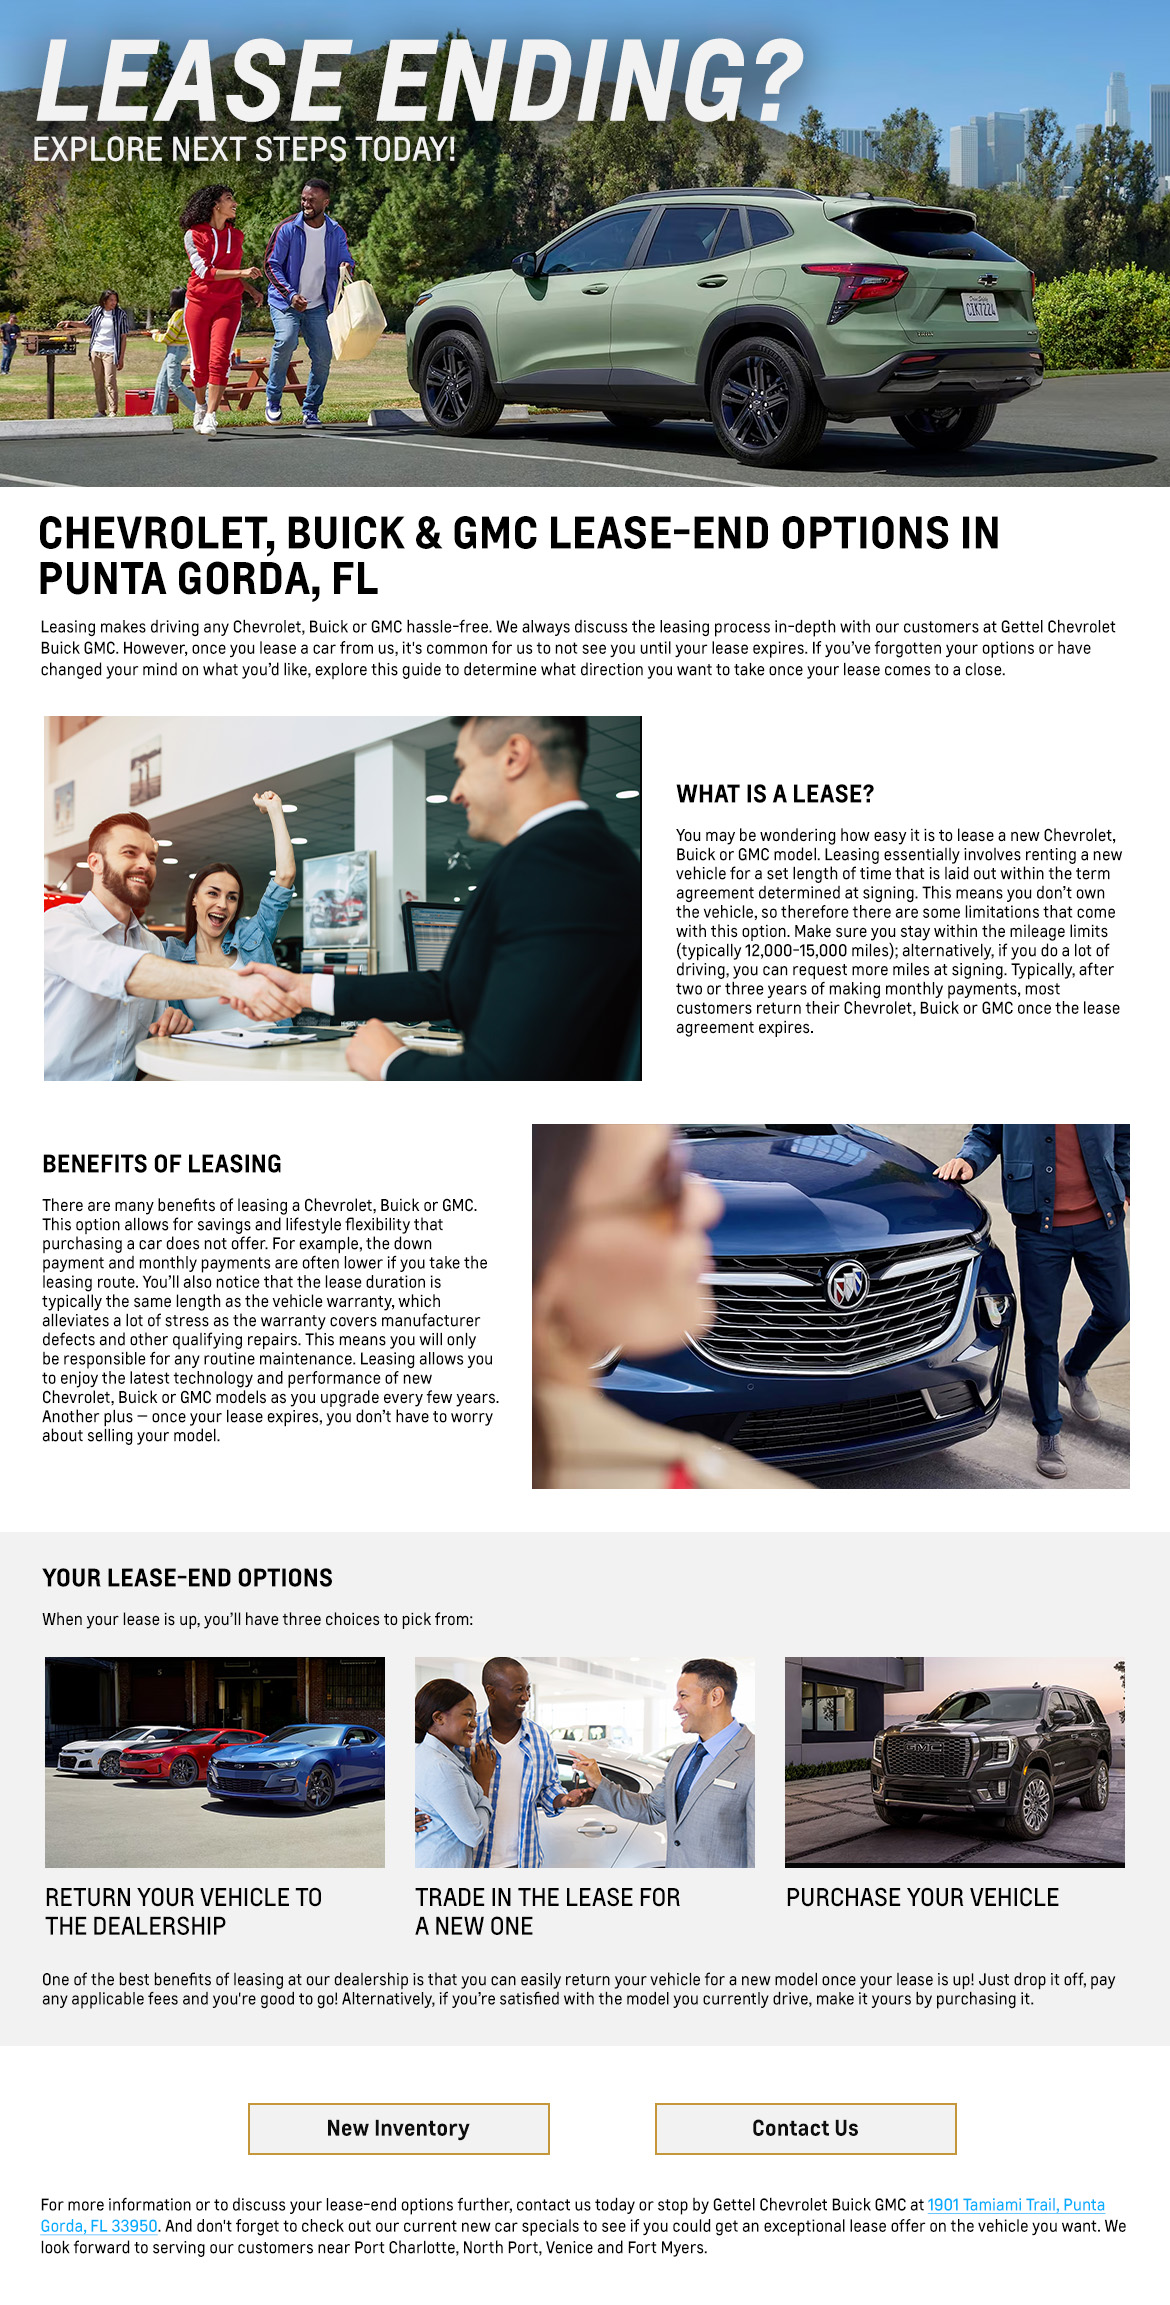 LEASE ENDING?
EXPLORE NEXT STEPS TODAY!
CIK7224
CHEVROLET, BUICK & GMC LEASE-END OPTIONS IN
PUNTA GORDA, FL
Leasing makes driving any Chevrolet, Buick or GMC hassle-free. We always discuss the leasing process in-depth with our customers at Gettel Chevrolet
Buick GMC. However, once you lease a car from us, it's common for us to not see you until your lease expires. If you’ve forgotten your options or have
changed your mind on what you’d like, explore this guide to determine what direction you want to take once your lease comes to a close.
WHAT IS A LEASE?
You may be wondering how easy it is to lease a new Chevrolet,
Buick or GMC model. Leasing essentially involves renting a new
vehicle for a set length of time that is laid out within the term
agreement determined at signing. This means you don’t own
the vehicle, so therefore there are some limitations that come
with this option. Make sure you stay within the mileage limits
(typically 12,000-15,000 miles); alternatively, if you do a lot of
driving, you can request more miles at signing. Typically, after
two or three years of making monthly payments, most
customers return their Chevrolet, Buick or GMC once the lease
agreement expires.
BENEFITS OF LEASING
There are many benefits of leasing a Chevrolet, Buick or GMC.
This option allows for savings and lifestyle flexibility that
purchasing a car does not offer. For example, the down
payment and monthly payments are often lower if you take the
leasing route. You’ll also notice that the lease duration is
typically the same length as the vehicle warranty, which
alleviates a lot of stress as the warranty covers manufacturer
defects and other qualifying repairs. This means you will only
be responsible for any routine maintenance. Leasing allows you
to enjoy the latest technology and performance of new
Chevrolet, Buick or GMC models as you upgrade every few years.
Another plus – once your lease expires, you don’t have to worry
about selling your model.
YOUR LEASE-END OPTIONS
When your lease is up, you’ll have three choices to pick from:
GMC
RETURN YOUR VEHICLE TO
THE DEALERSHIP
TRADE IN THE LEASE FOR
A NEW ONE
PURCHASE YOUR VEHICLE
One of the best benefits of leasing at our dealership is that you can easily return your vehicle for a new model once your lease is up! Just drop it off, pay
any applicable fees and you're good to go! Alternatively, if you’re satisfied with the model you currently drive, make it yours by purchasing it.
New Inventory
Contact Us
For more information or to discuss your lease-end options further, contact us today or stop by Gettel Chevrolet Buick GMC at 1901 Tamiami Trail, Punta
Gorda, FL 33950. And don't forget to check out our current new car specials to see if you could get an exceptional lease offer on the vehicle you want. We
look forward to serving our customers near Port Charlotte, North Port, Venice and Fort Myers.